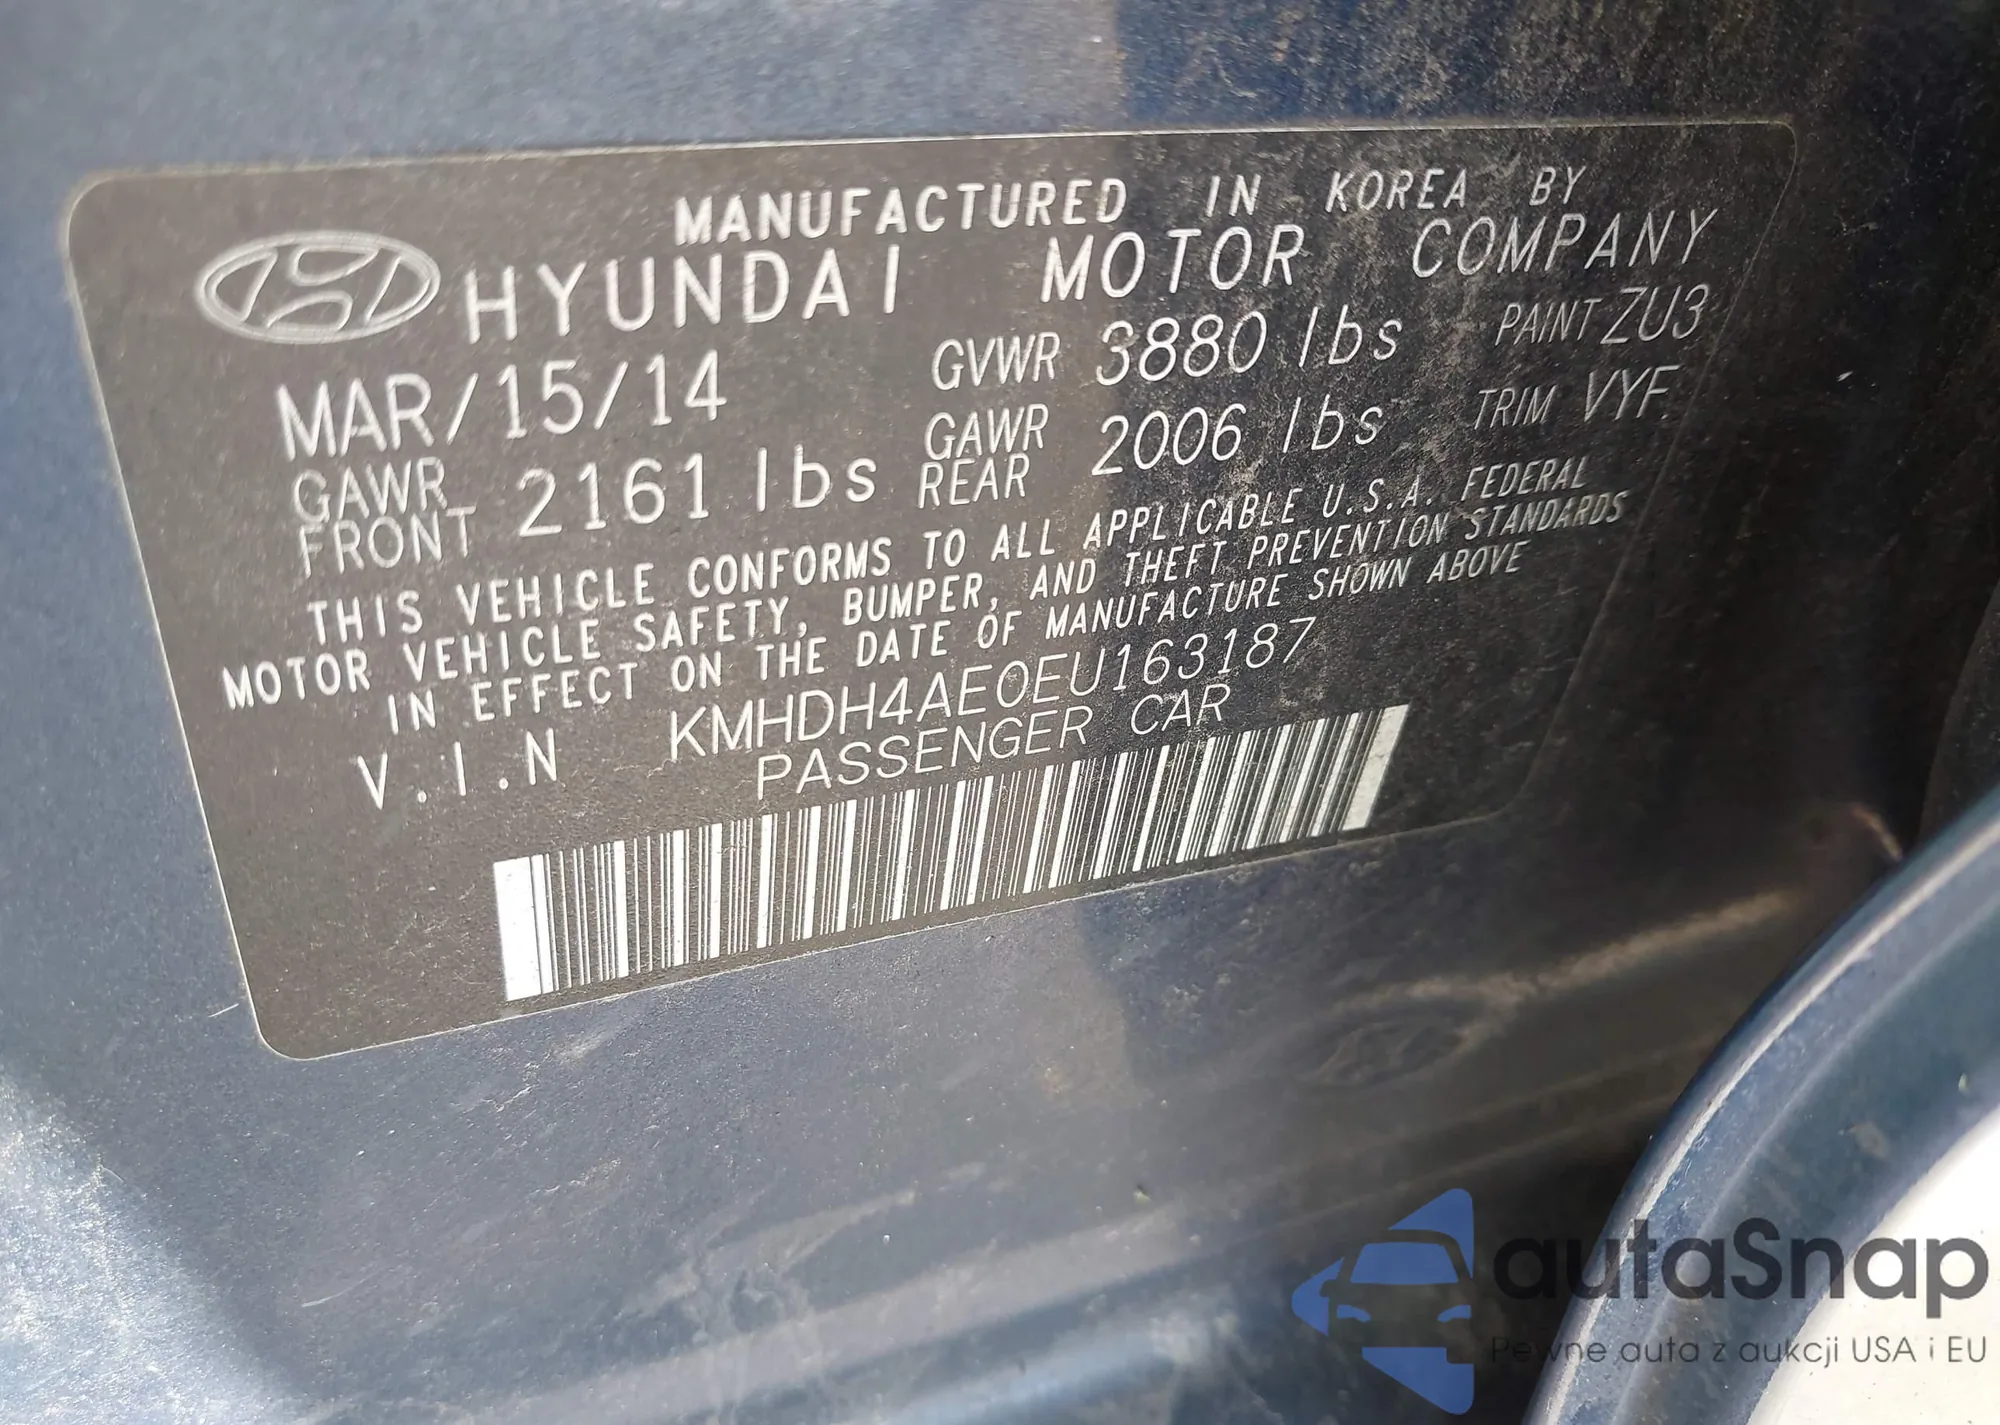 MANUFACTURED IN KOREA BY
HYUNDAI MOTOR COMPANY
MAR/15/14 GVWR 3880 lbs PAINT ZU3
GAWR FRONT 2161 lbs GAWR REAR 2006 lbs TRIM VYF
THIS VEHICLE CONFORMS TO ALL APPLICABLE U.S.A. FEDERAL
MOTOR VEHICLE SAFETY, BUMPER, AND THEFT PREVENTION STANDARDS
IN EFFECT ON THE DATE OF MANUFACTURE SHOWN ABOVE
V.I.N KMHDH4AE0EU163187
PASSENGER CAR
autaSnap
Pewne auta z aukcji USA i EU